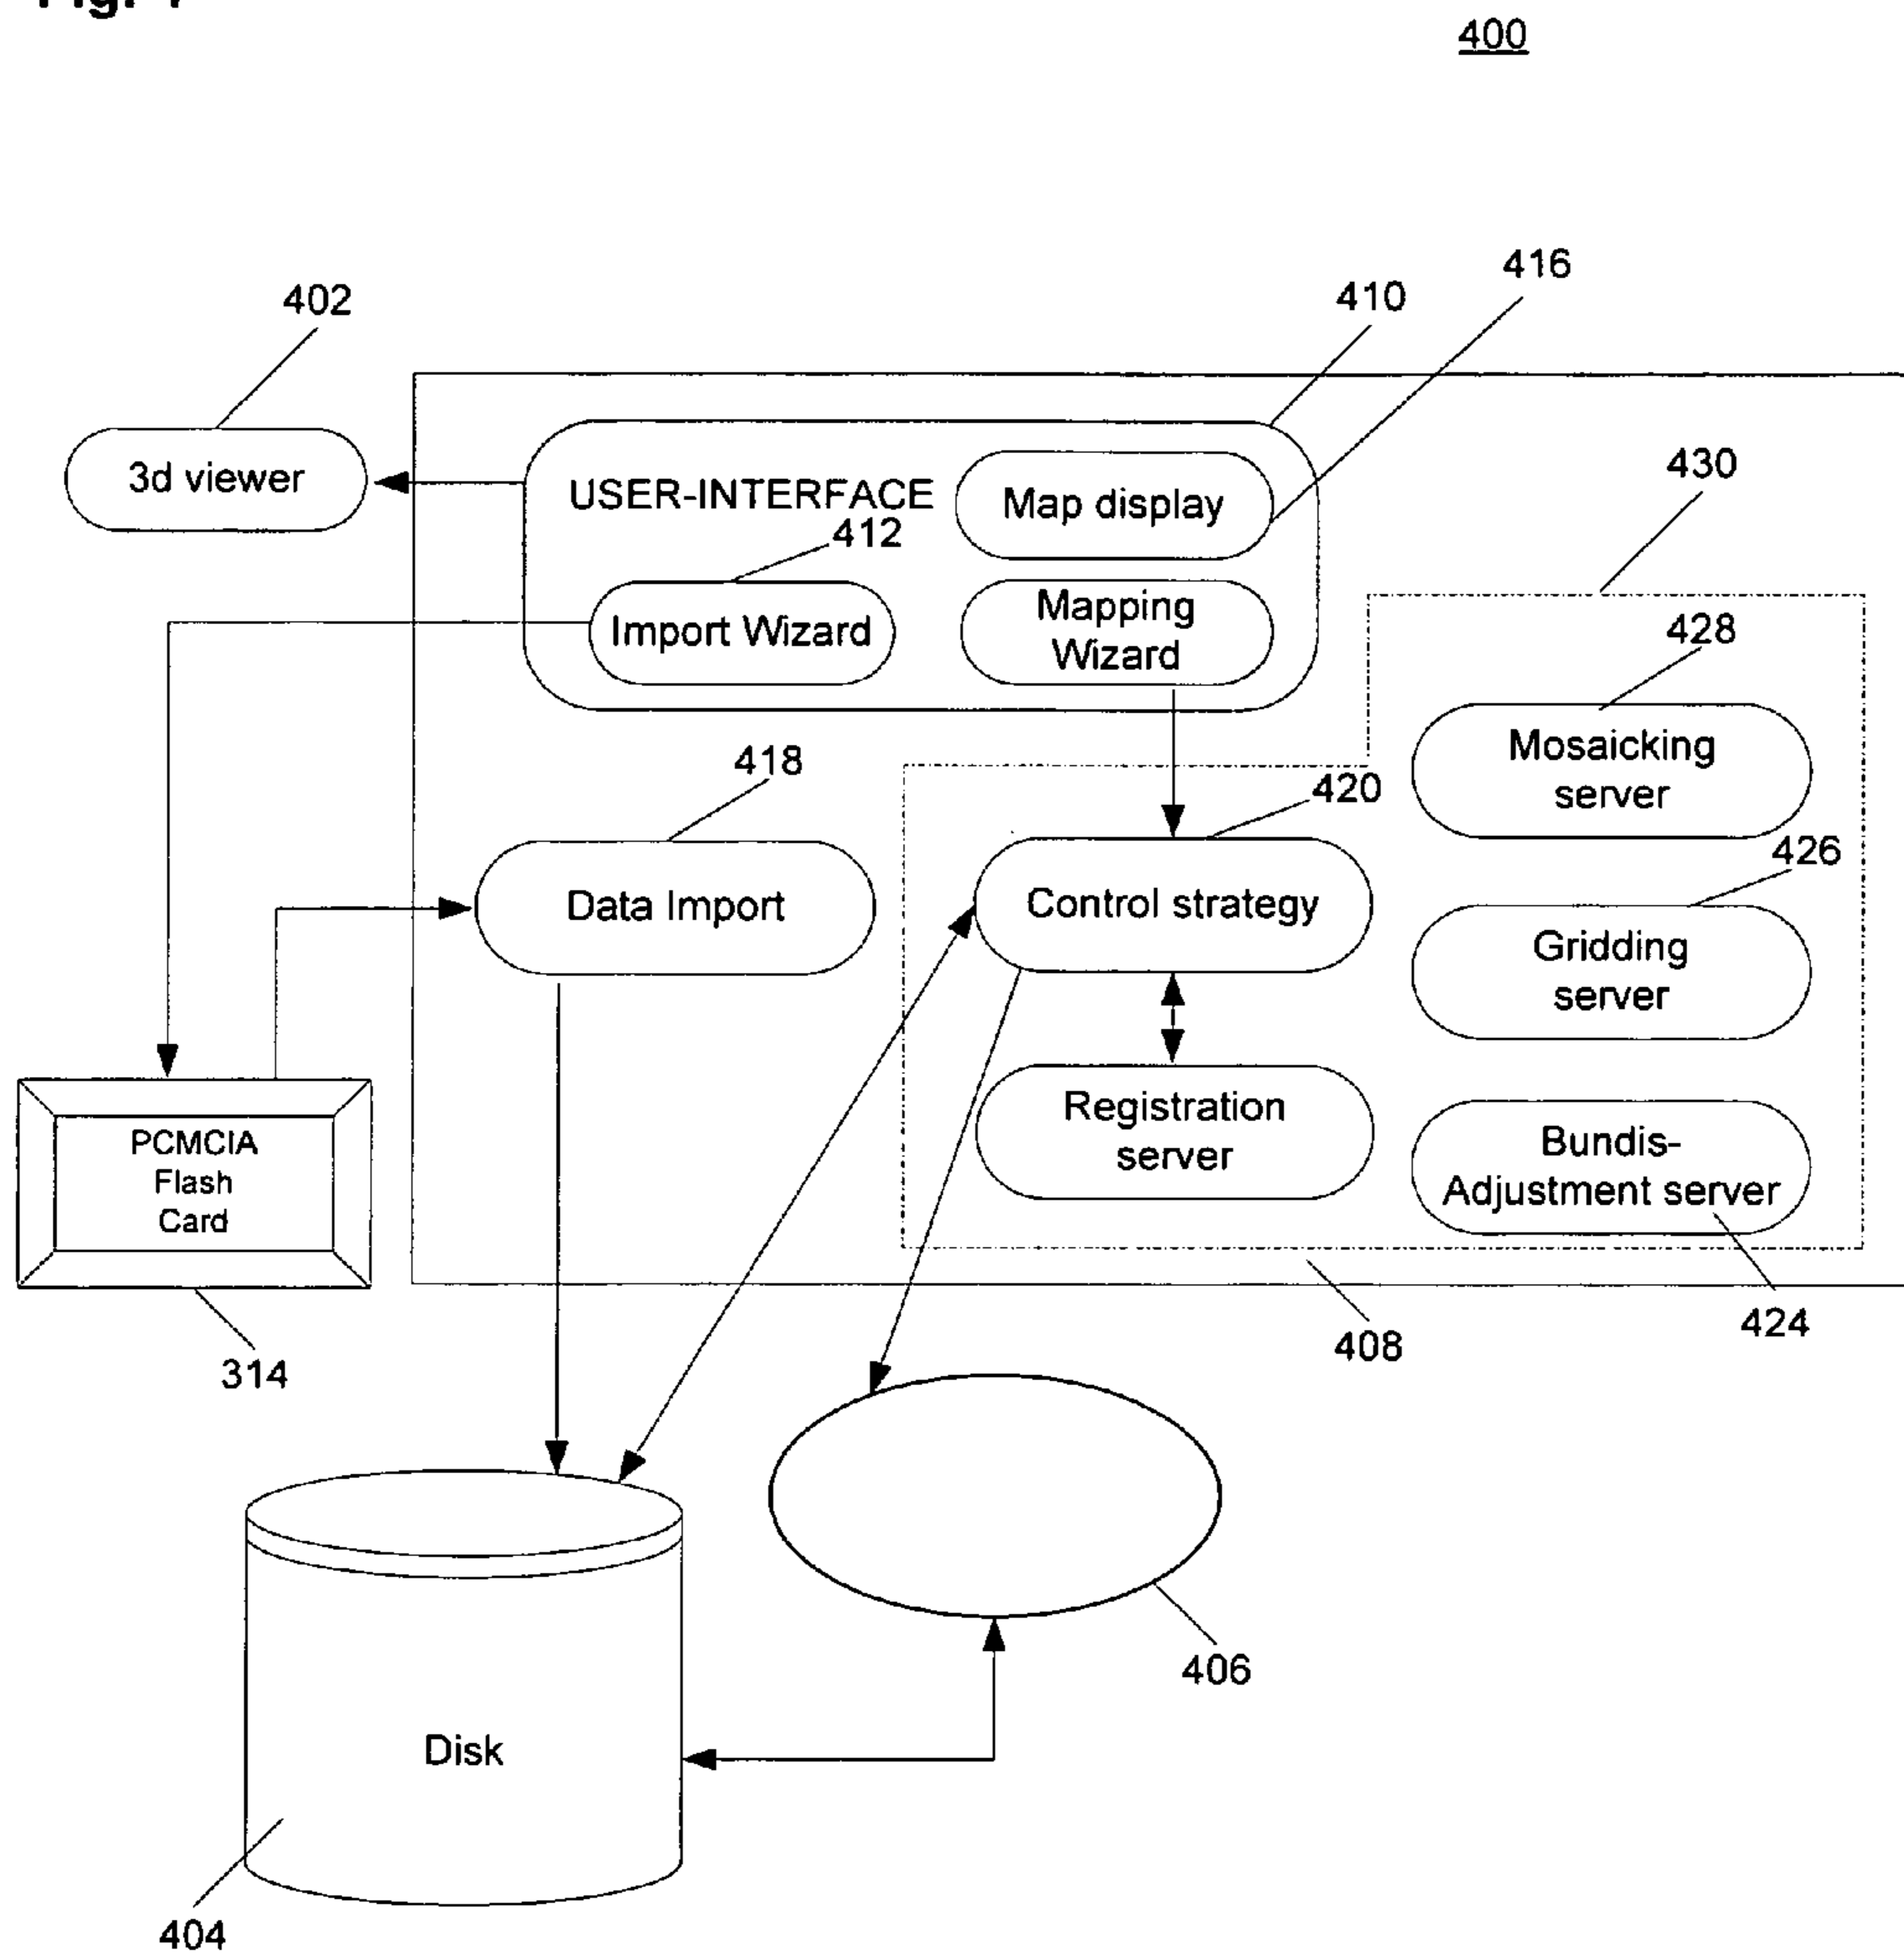 400
416
410
402
430
3d viewer
USER-INTERFACE
Map display
412
428
Import Wizard
Mapping
Wizard
Mosaicking
server
418
420
426
Data Import
Control strategy
Gridding
server
PCMCIA
Flash
Card
Registration
server
Bundis-
Adjustment server
314
408
424
406
Disk
404